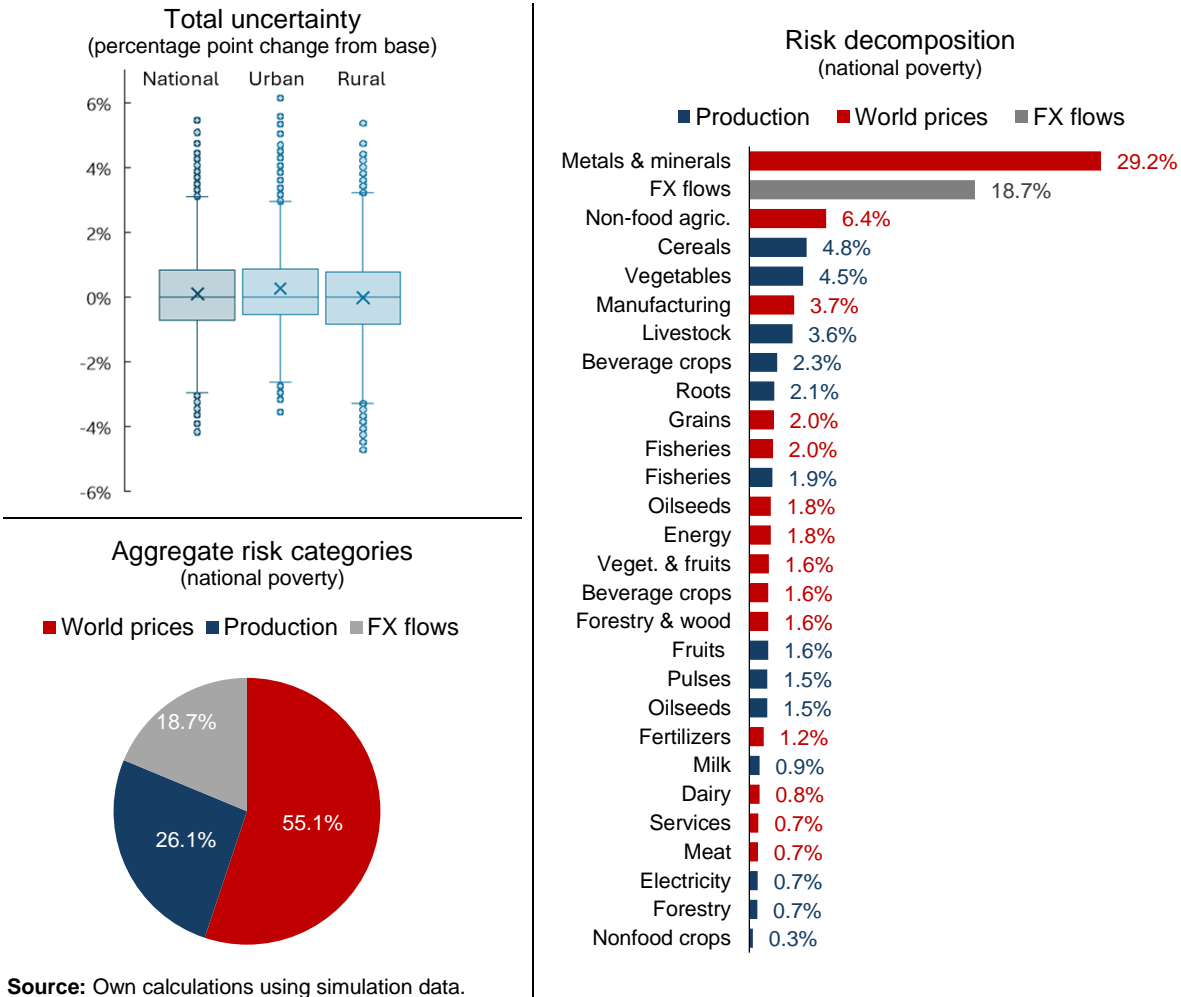 Total uncertainty
(percentage point change from base)
National Urban Rural
6%
4%
2%
0%
-2%
-4%
-6%
Aggregate risk categories
(national poverty)
World prices Production FX flows
18.7%
55.1%
26.1%
Source: Own calculations using simulation data.
Risk decomposition
(national poverty)
Production World prices FX flows
Metals & minerals 29.2%
FX flows 18.7%
Non-food agric. 6.4%
Cereals 4.8%
Vegetables 4.5%
Manufacturing 3.7%
Livestock 3.6%
Beverage crops 2.3%
Roots 2.1%
Grains 2.0%
Fisheries 2.0%
Fisheries 1.9%
Oilseeds 1.8%
Energy 1.8%
Veget. & fruits 1.6%
Beverage crops 1.6%
Forestry & wood 1.6%
Fruits 1.6%
Pulses 1.5%
Oilseeds 1.5%
Fertilizers 1.2%
Milk 0.9%
Dairy 0.8%
Services 0.7%
Meat 0.7%
Electricity 0.7%
Forestry 0.7%
Nonfood crops 0.3%